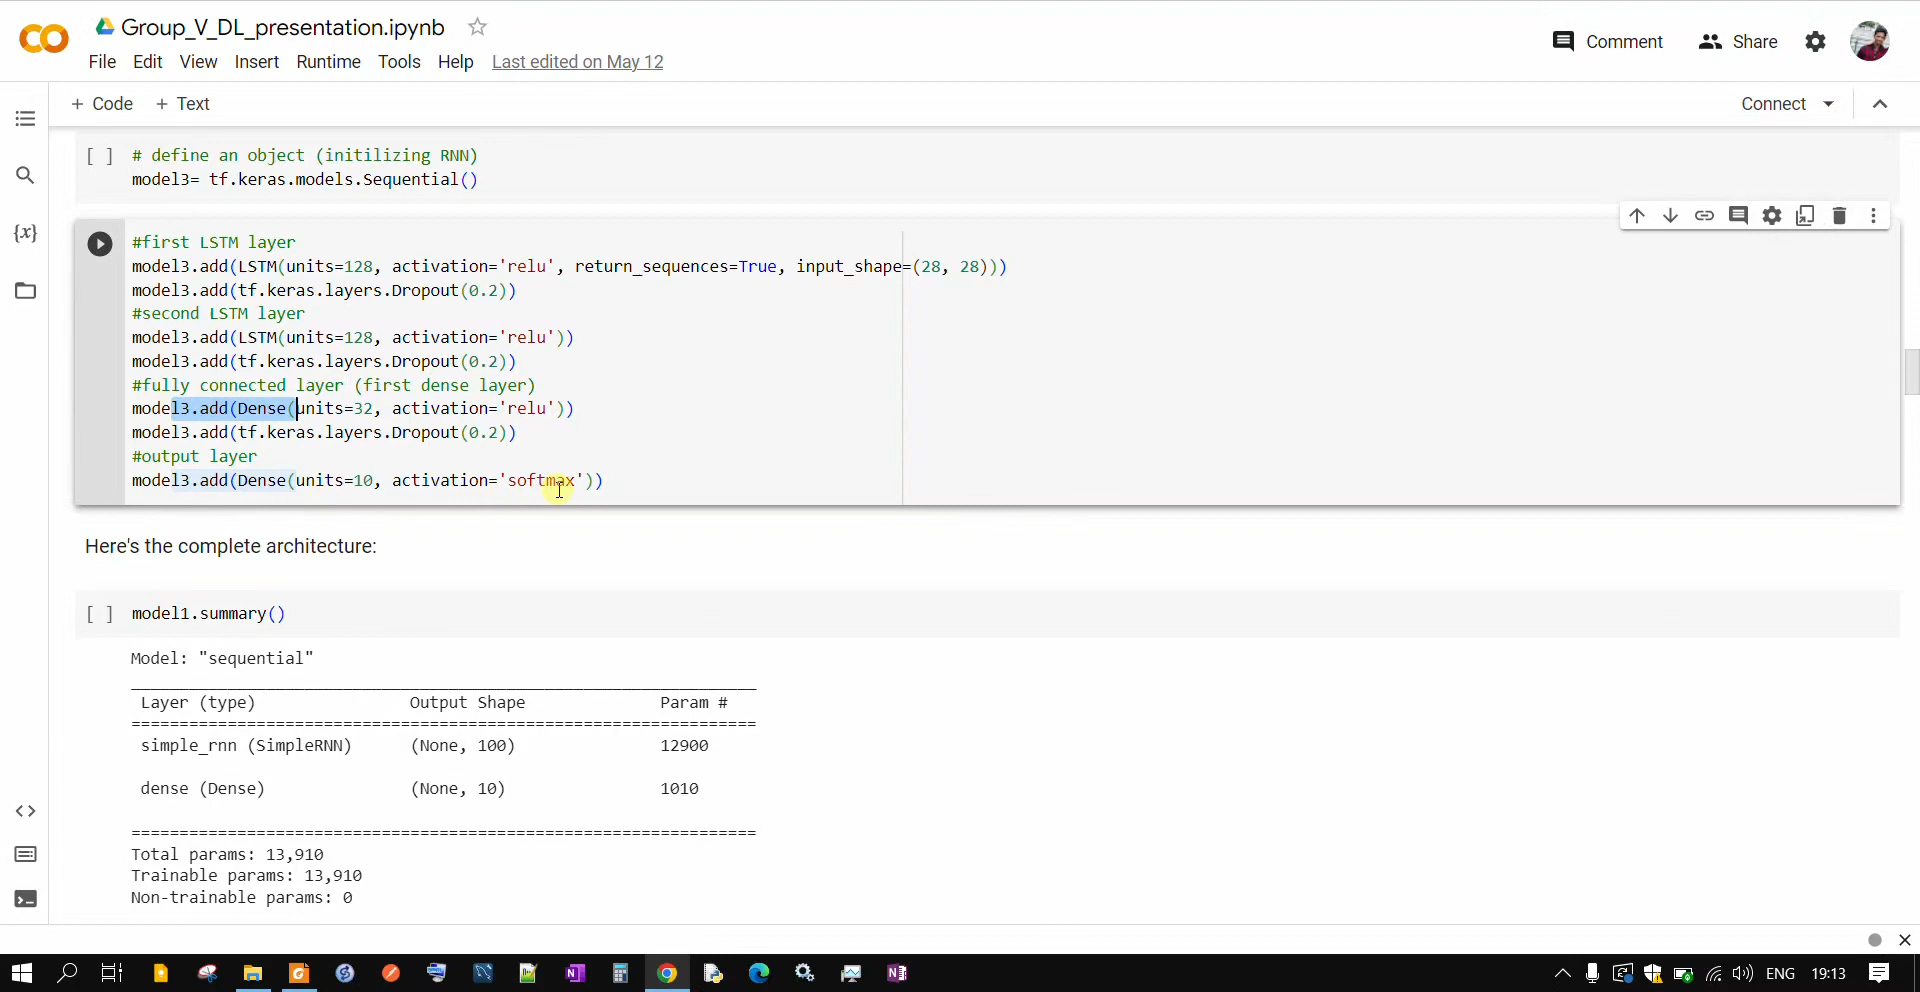 Group_V_DL_presentation.ipynb
File Edit View Insert Runtime Tools Help Last edited on May 12
Comment Share
+ Code + Text
Connect
[ ] # define an object (initilizing RNN)
model3= tf.keras.models.Sequential()
{x}
#first LSTM layer
model3.add(LSTM(units=128, activation='relu', return_sequences=True, input_shape=(28, 28)))
model3.add(tf.keras.layers.Dropout(0.2))
#second LSTM layer
model3.add(LSTM(units=128, activation='relu'))
model3.add(tf.keras.layers.Dropout(0.2))
#fully connected layer (first dense layer)
model3.add(Dense(units=32, activation='relu'))
model3.add(tf.keras.layers.Dropout(0.2))
#output layer
model3.add(Dense(units=10, activation='softmax'))
Here's the complete architecture:
[ ] model1.summary()
Model: "sequential"
Layer (type) Output Shape Param #
=================================================================
simple_rnn (SimpleRNN) (None, 100) 12900
dense (Dense) (None, 10) 1010
=================================================================
Total params: 13,910
Trainable params: 13,910
Non-trainable params: 0
ENG 19:13